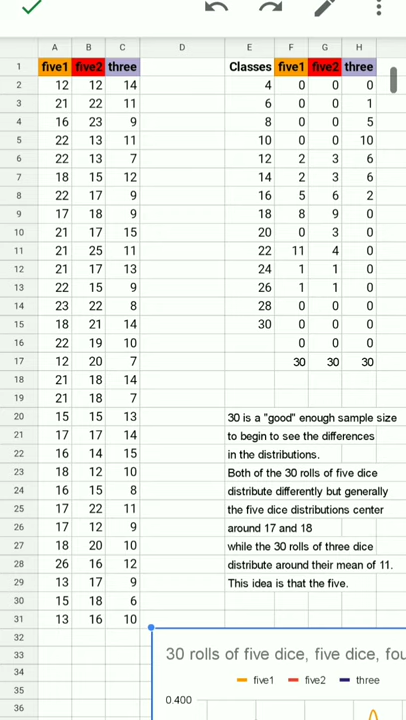 A B C D E F G H
1 five1 five2 three Classes five1 five2 three
2 12 12 14 4 0 0 0
3 21 22 11 6 0 0 1
4 16 23 9 8 0 0 5
5 22 13 11 10 0 0 10
6 22 13 7 12 2 3 6
7 18 15 12 14 2 3 6
8 22 17 9 16 5 6 2
9 17 18 9 18 8 9 0
10 21 17 15 20 0 3 0
11 21 25 11 22 11 4 0
12 21 17 13 24 1 1 0
13 22 15 9 26 1 1 0
14 23 22 8 28 0 0 0
15 18 21 14 30 0 0 0
16 22 19 10 0 0 0
17 12 20 7 30 30 30
18 21 18 14
19 21 18 7
20 15 15 13 30 is a "good" enough sample size
21 17 17 14 to begin to see the differences
22 16 14 15 in the distributions.
23 18 12 10 Both of the 30 rolls of five dice
24 16 15 8 distribute differently but generally
25 17 22 11 the five dice distributions center
26 17 12 9 around 17 and 18
27 18 20 10 while the 30 rolls of three dice
28 26 16 12 distribute around their mean of 11.
29 13 17 9 This idea is that the five.
30 15 18 6
31 13 16 10
32
33 30 rolls of five dice, five dice, fou
34
35 five1 five2 three
36 0.400